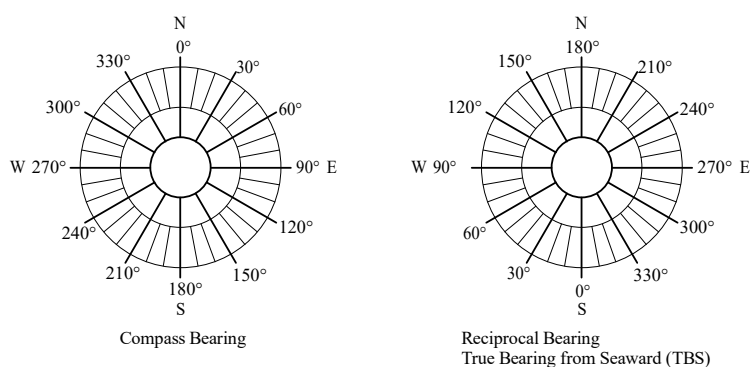 N
0°
330°
30°
300°
60°
W 270°
90° E
240°
120°
210°
150°
180°
S
Compass Bearing
N
180°
150°
210°
120°
240°
W 90°
270° E
60°
300°
30°
330°
0°
S
Reciprocal Bearing
True Bearing from Seaward (TBS)